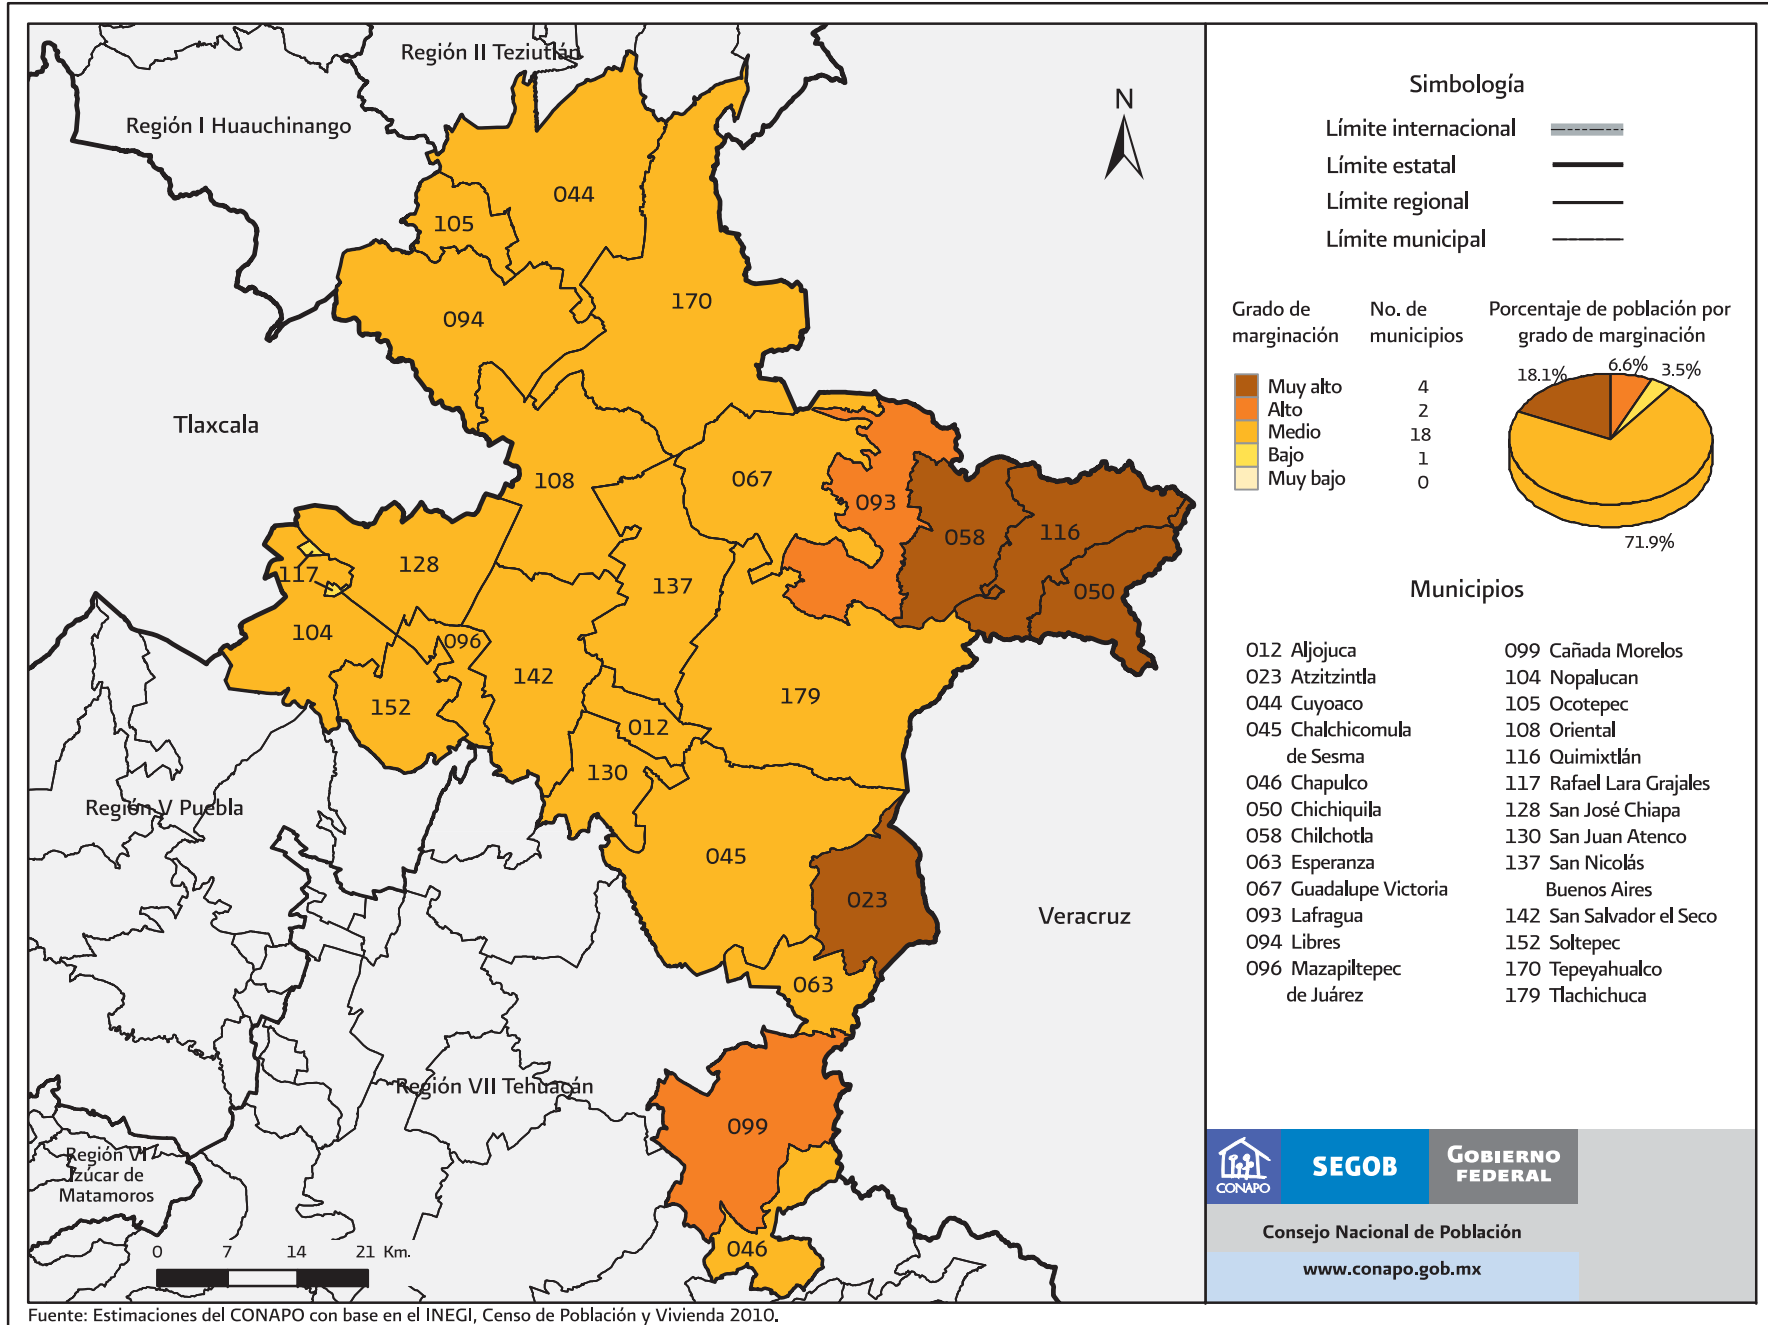 Región II Teziutlán
Región I Huauchinango
N
044
105
170
094
Tlaxcala
067
108
093
058
116
128
117
137
050
104
096
142
152
179
012
130
Región V Puebla
045
023
Veracruz
063
Región VII Tehuacán
099
Región VI
Izúcar de
Matamoros
046
0 7 14 21 Km.
Simbología
Límite internacional
Límite estatal
Límite regional
Límite municipal
Grado de
marginación
No. de
municipios
Muy alto 4
Alto 2
Medio 18
Bajo 1
Muy bajo 0
Porcentaje de población por
grado de marginación
18.1%
6.6%
3.5%
71.9%
Municipios
012 Aljojuca
023 Atzitzintla
044 Cuyoaco
045 Chalchicomula
de Sesma
046 Chapulco
050 Chichiquila
058 Chilchotla
063 Esperanza
067 Guadalupe Victoria
093 Lafragua
094 Libres
096 Mazapiltepec
de Juárez
099 Cañada Morelos
104 Nopalucan
105 Ocotepec
108 Oriental
116 Quimixtlán
117 Rafael Lara Grajales
128 San José Chiapa
130 San Juan Atenco
137 San Nicolás
Buenos Aires
142 San Salvador el Seco
152 Soltepec
170 Tepeyahualco
179 Tlachichuca
CONAPO
SEGOB
GOBIERNO
FEDERAL
Consejo Nacional de Población
www.conapo.gob.mx
Fuente: Estimaciones del CONAPO con base en el INEGI, Censo de Población y Vivienda 2010.